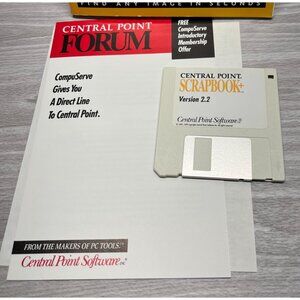 FIND ANY IMAGE IN SECONDS
CENTRAL POINT
FORUM
FREE
CompuServe
Introductory
Membership
Offer
CompuServe
Gives You
A Direct Line
To Central Point.
CENTRAL POINT
SCRAPBOOK+
Version 2.2
Central Point Software
FROM THE MAKERS OF PC TOOLS.
Central Point Software